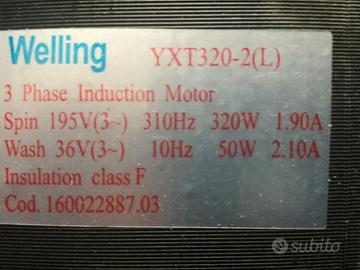 Welling YXT320-2(L)
3 Phase Induction Motor
Spin 195V(3~) 310Hz 320W 1.90A
Wash 36V(3~) 10Hz 50W 2.10A
Insulation class F
Cod. 160022887.03
subito